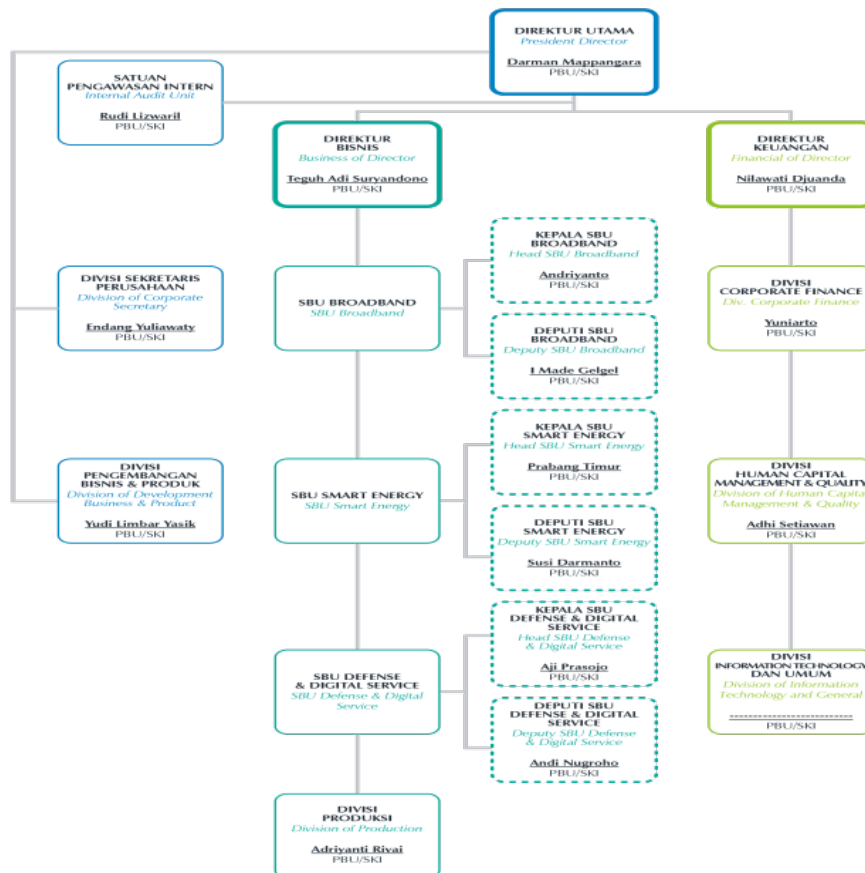 DIREKTUR UTAMA
President Director
Darman Mappangara
PBU/SKI
SATUAN
PENGAWASAN INTERN
Internal Audit Unit
Rudi Lizwaril
PBU/SKI
DIREKTUR
BISNIS
Business of Director
Teguh Adi Suryandono
PBU/SKI
DIREKTUR
KEUANGAN
Financial of Director
Nilawati Djuanda
PBU/SKI
DIVISI SEKRETARIS
PERUSAHAAN
Division of Corporate
Secretary
Endang Yuliawaty
PBU/SKI
SBU BROADBAND
SBU Broadband
KEPALA SBU
BROADBAND
Head SBU Broadband
Andriyanto
PBU/SKI
DEPUTI SBU
BROADBAND
Deputy SBU Broadband
I Made Gelgel
PBU/SKI
DIVISI
CORPORATE FINANCE
Div. Corporate Finance
Yuniarto
PBU/SKI
DIVISI
PENGEMBANGAN
BISNIS & PRODUK
Division of Development
Business & Product
Yudi Limbar Yasik
PBU/SKI
SBU SMART ENERGY
SBU Smart Energy
KEPALA SBU
SMART ENERGY
Head SBU Smart Energy
Prabang Timur
PBU/SKI
DEPUTI SBU
SMART ENERGY
Deputy SBU Smart Energy
Susi Darmanto
PBU/SKI
DIVISI
HUMAN CAPITAL
MANAGEMENT & QUALITY
Division of Human Capital
Management & Quality
Adhi Setiawan
PBU/SKI
SBU DEFENSE
& DIGITAL SERVICE
SBU Defense & Digital
Service
KEPALA SBU
DEFENSE & DIGITAL
SERVICE
Head SBU Defense
& Digital Service
Aji Prasojo
PBU/SKI
DEPUTI SBU
DEFENSE & DIGITAL
SERVICE
Deputy SBU Defense
& Digital Service
Andi Nugroho
PBU/SKI
DIVISI
INFORMATION TECHNOLOGY
DAN UMUM
Division of Information
Technology and General
--------------------------
PBU/SKI
DIVISI
PRODUKSI
Division of Production
Adriyanti Rivai
PBU/SKI